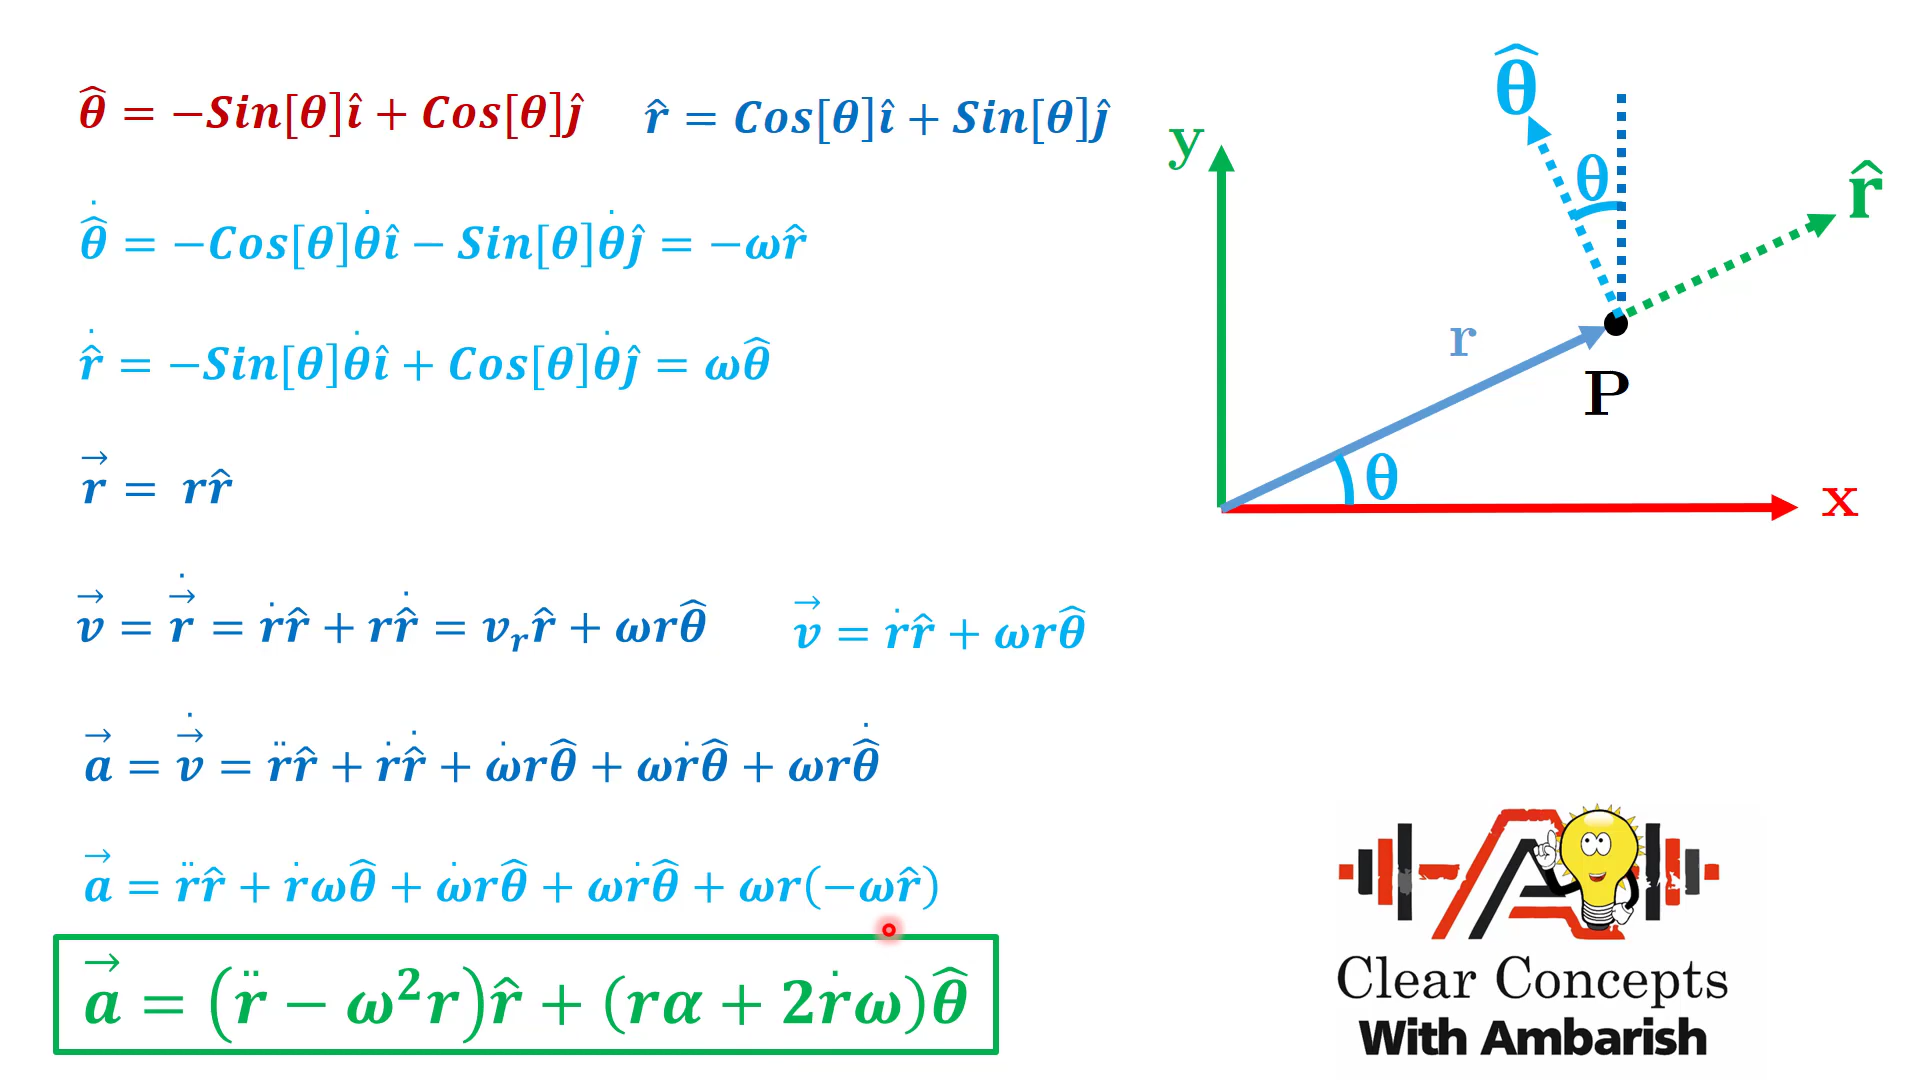 θ̂ = −Sin[θ]î + Cos[θ]ĵ
r̂ = Cos[θ]î + Sin[θ]ĵ
θ̂̇ = −Cos[θ]θ̇î − Sin[θ]θ̇ĵ = −ωr̂
r̂̇ = −Sin[θ]θ̇î + Cos[θ]θ̇ĵ = ωθ̂
r⃗ = rr̂
v⃗ = r⃗̇ = ṙr̂ + rr̂̇ = vᵣr̂ + ωrθ̂
v⃗ = ṙr̂ + ωrθ̂
a⃗ = v⃗̇ = r̈r̂ + ṙr̂̇ + ω̇rθ̂ + ωṙθ̂ + ωrθ̂̇
a⃗ = r̈r̂ + ṙωθ̂ + ω̇rθ̂ + ωṙθ̂ + ωr(−ωr̂)
a⃗ = (r̈ − ω²r)r̂ + (rα + 2ṙω)θ̂
θ̂
y
θ
r̂
r
P
θ
x
Clear Concepts
With Ambarish